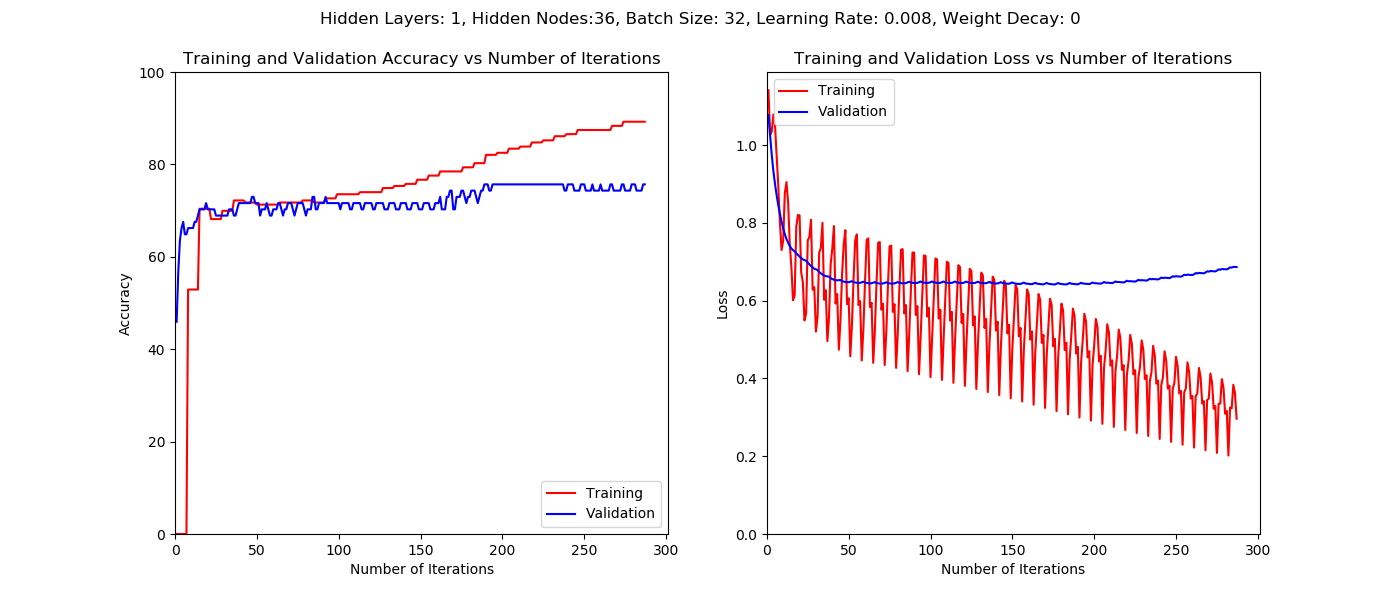 Hidden Layers: 1, Hidden Nodes:36, Batch Size: 32, Learning Rate: 0.008, Weight Decay: 0
Training and Validation Accuracy vs Number of Iterations
100
80
60
40
20
0
Accuracy
0 50 100 150 200 250 300
Number of Iterations
Training
Validation
Training and Validation Loss vs Number of Iterations
Training
Validation
1.0
0.8
0.6
0.4
0.2
0.0
Loss
0 50 100 150 200 250 300
Number of Iterations